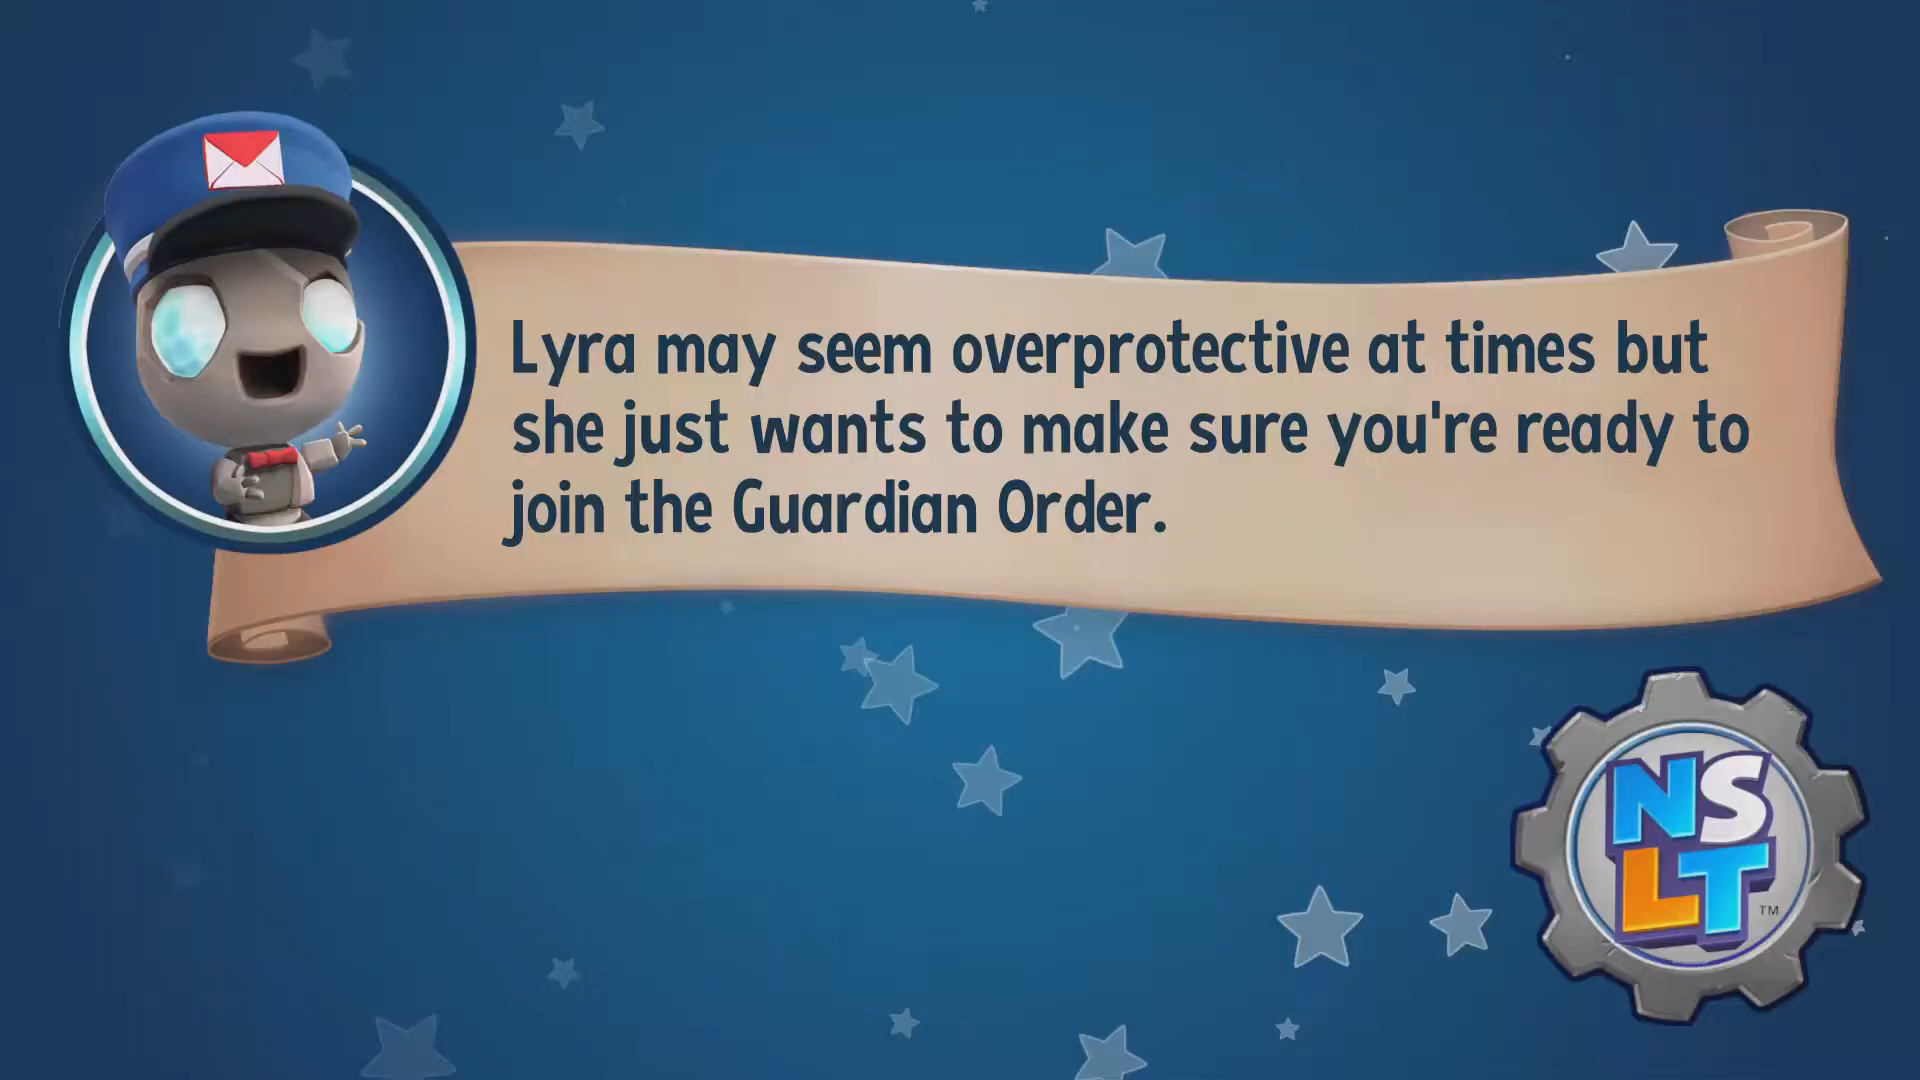 Lyra may seem overprotective at times but
she just wants to make sure you're ready to
join the Guardian Order.
NS
LT
TM